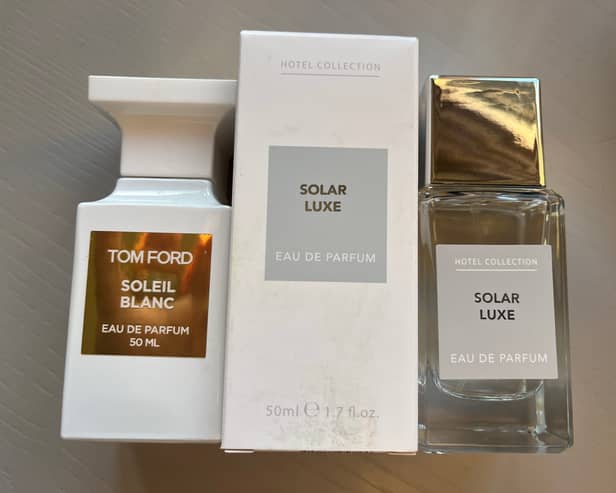 TOM FORD
SOLEIL
BLANC
EAU DE PARFUM
50 ML
HOTEL COLLECTION
SOLAR
LUXE
EAU DE PARFUM
50ml ℮ 1.7 fl.oz.
HOTEL COLLECTION
SOLAR
LUXE
EAU DE PARFUM